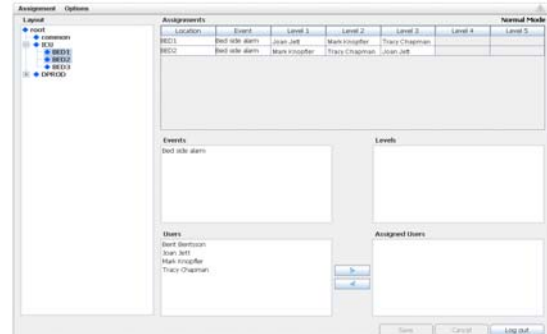 Assignment Options
Layout
root
common
ICU
BED1
BED2
BED3
DPROD
Assignments Normal Mode
Location Event Level 1 Level 2 Level 3 Level 4 Level 5
BED1 Bed side alarm Joan Jett Mark Knopfler Tracy Chapman
BED2 Bed side alarm Mark Knopfler Tracy Chapman Joan Jett
Events
Bed side alarm
Levels
Users
Bent Bentsson
Joan Jett
Mark Knopfler
Tracy Chapman
>
<
Assigned Users
Save Cancel Log out